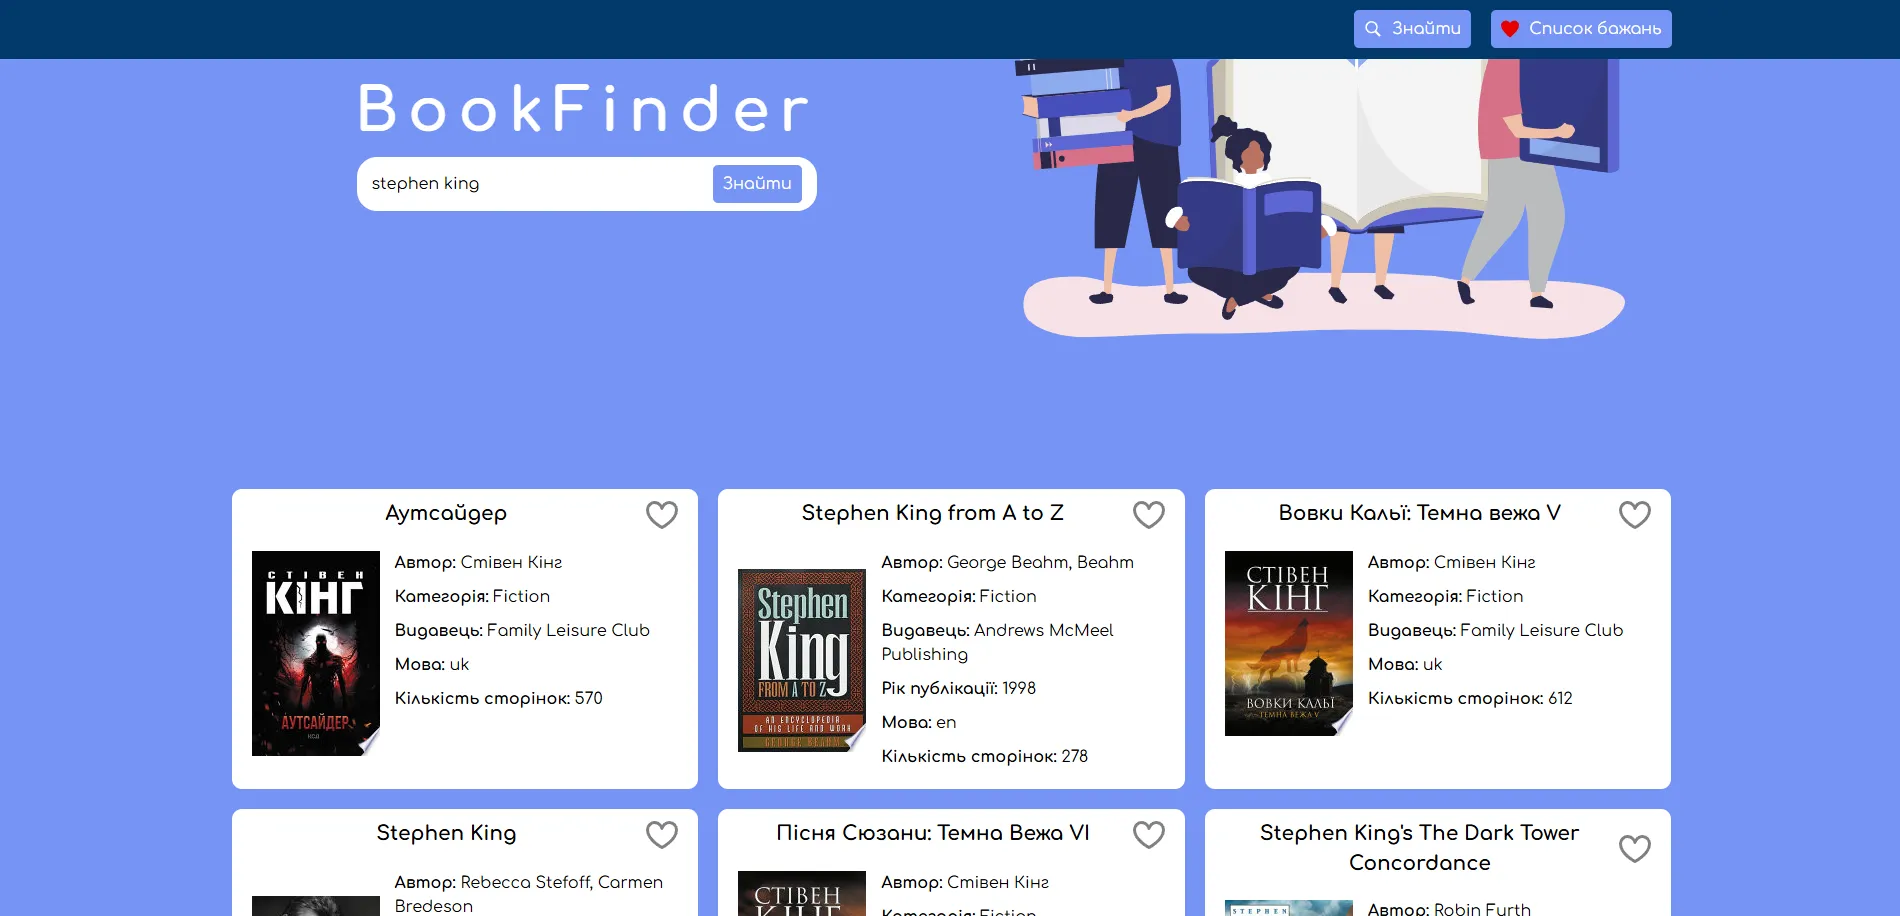 Знайти
Список бажань
BookFinder
stephen king
Знайти
Аутсайдер
СТІВЕН
КІНГ
АУТСАЙДЕР
КСД
Автор: Стівен Кінг
Категорія: Fiction
Видавець: Family Leisure Club
Мова: uk
Кількість сторінок: 570
Stephen King from A to Z
Stephen
King
FROM A TO Z
AN ENCYCLOPEDIA
OF HIS LIFE AND WORK
GEORGE BEAHM
Автор: George Beahm, Beahm
Категорія: Fiction
Видавець: Andrews McMeel
Publishing
Рік публікації: 1998
Мова: en
Кількість сторінок: 278
Вовки Кальї: Темна вежа V
СТІВЕН
КІНГ
ВОВКИ КАЛЬЇ
ТЕМНА ВЕЖА V
Автор: Стівен Кінг
Категорія: Fiction
Видавець: Family Leisure Club
Мова: uk
Кількість сторінок: 612
Stephen King
Автор: Rebecca Stefoff, Carmen
Bredeson
Пісня Сюзани: Темна Вежа VI
СТІВЕН
КІНГ
Автор: Стівен Кінг
Категорія: Fiction
Stephen King's The Dark Tower
Concordance
STEPHEN
Автор: Robin Furth